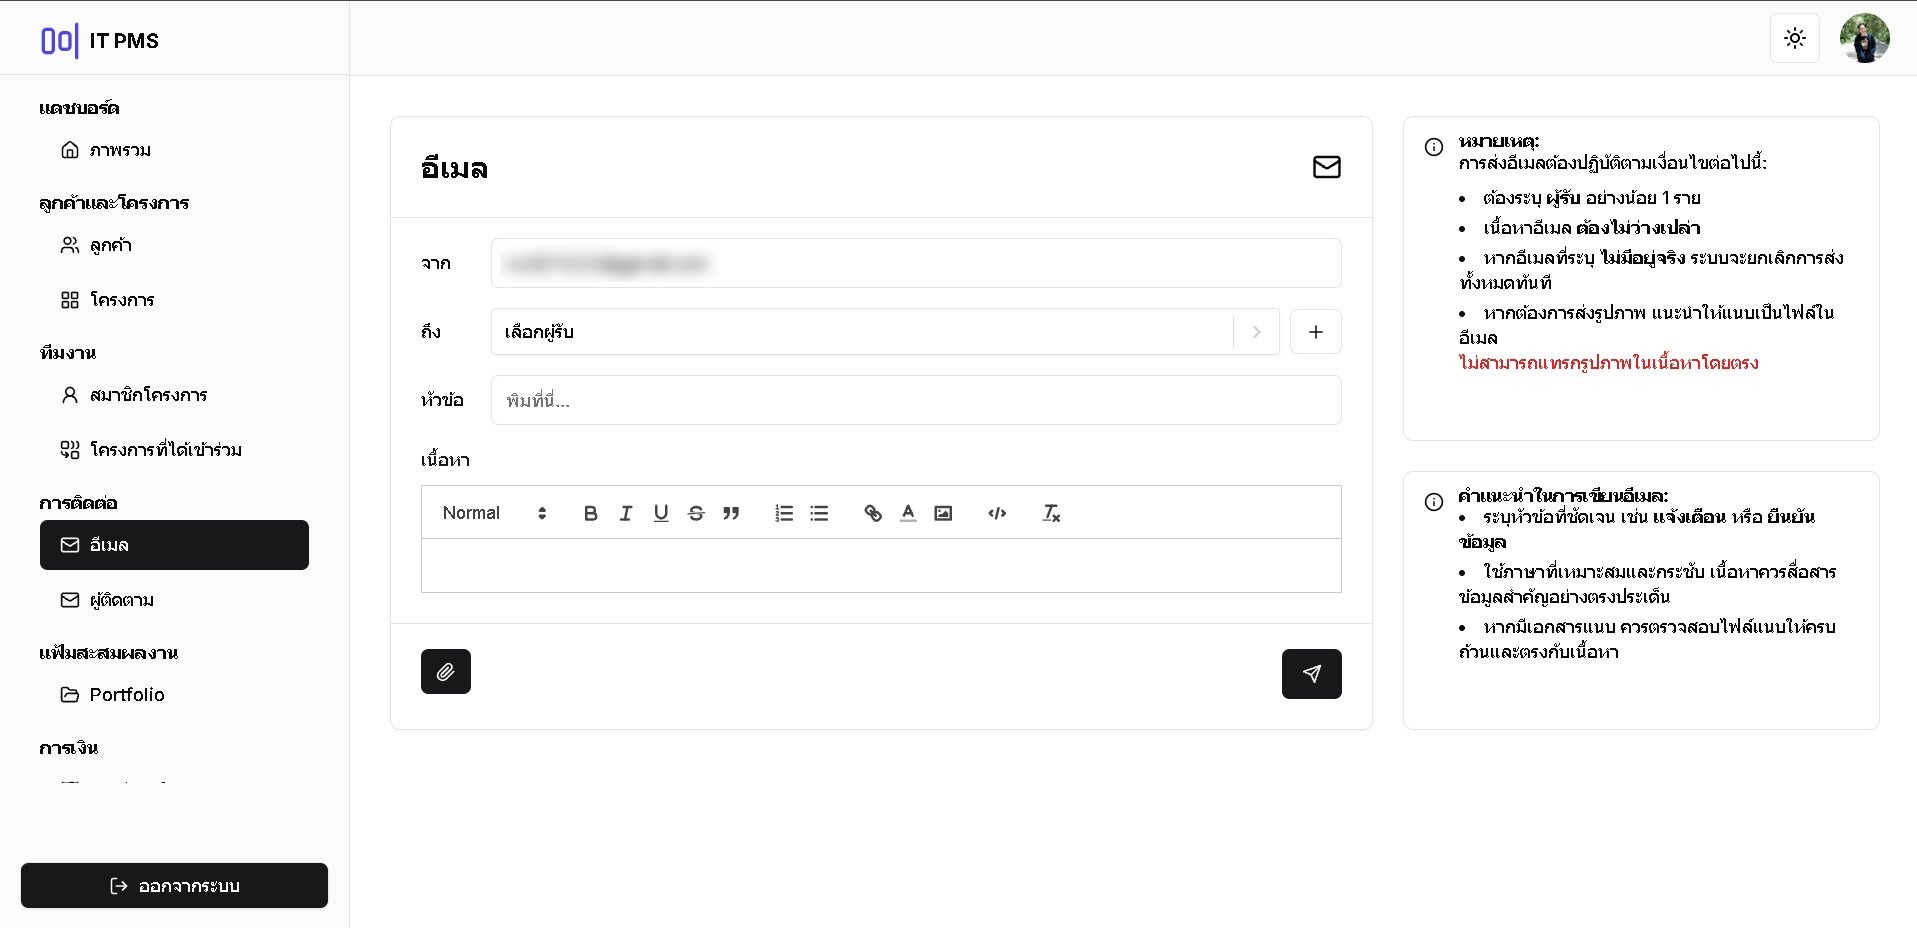 IT PMS
แดชบอร์ด
ภาพรวม
ลูกค้าและโครงการ
ลูกค้า
โครงการ
ทีมงาน
สมาชิกโครงการ
โครงการที่ได้เข้าร่วม
การติดต่อ
อีเมล
ผู้ติดตาม
แฟ้มสะสมผลงาน
Portfolio
การเงิน
ออกจากระบบ
อีเมล
จาก
ถึง
เลือกผู้รับ
หัวข้อ
พิมที่นี่...
เนื้อหา
Normal
หมายเหตุ:
การส่งอีเมลต้องปฏิบัติตามเงื่อนไขต่อไปนี้:
• ต้องระบุ ผู้รับ อย่างน้อย 1 ราย
• เนื้อหาอีเมล ต้องไม่ว่างเปล่า
• หากอีเมลที่ระบุ ไม่มีอยู่จริง ระบบจะยกเลิกการส่ง
ทั้งหมดทันที
• หากต้องการส่งรูปภาพ แนะนำให้แนบเป็นไฟล์ใน
อีเมล
ไม่สามารถแทรกรูปภาพในเนื้อหาโดยตรง
คำแนะนำในการเขียนอีเมล:
• ระบุหัวข้อที่ชัดเจน เช่น แจ้งเตือน หรือ ยืนยัน
ข้อมูล
• ใช้ภาษาที่เหมาะสมและกระชับ เนื้อหาควรสื่อสาร
ข้อมูลสำคัญอย่างตรงประเด็น
• หากมีเอกสารแนบ ควรตรวจสอบไฟล์แนบให้ครบ
ถ้วนและตรงกับเนื้อหา